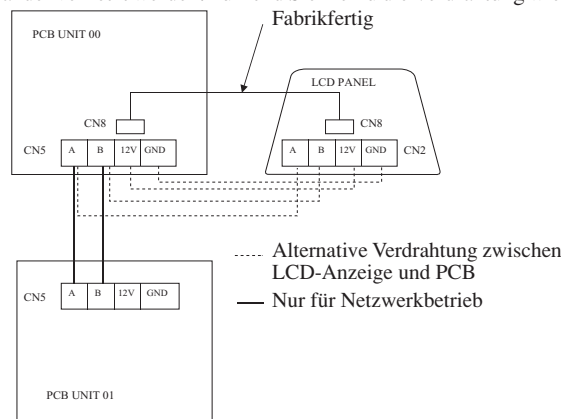 Fabrikfertig
PCB UNIT 00
LCD PANEL
CN8
CN8
CN5 A B 12V GND
A B 12V GND CN2
Alternative Verdrahtung zwischen
LCD-Anzeige und PCB
Nur für Netzwerkbetrieb
CN5 A B 12V GND
PCB UNIT 01